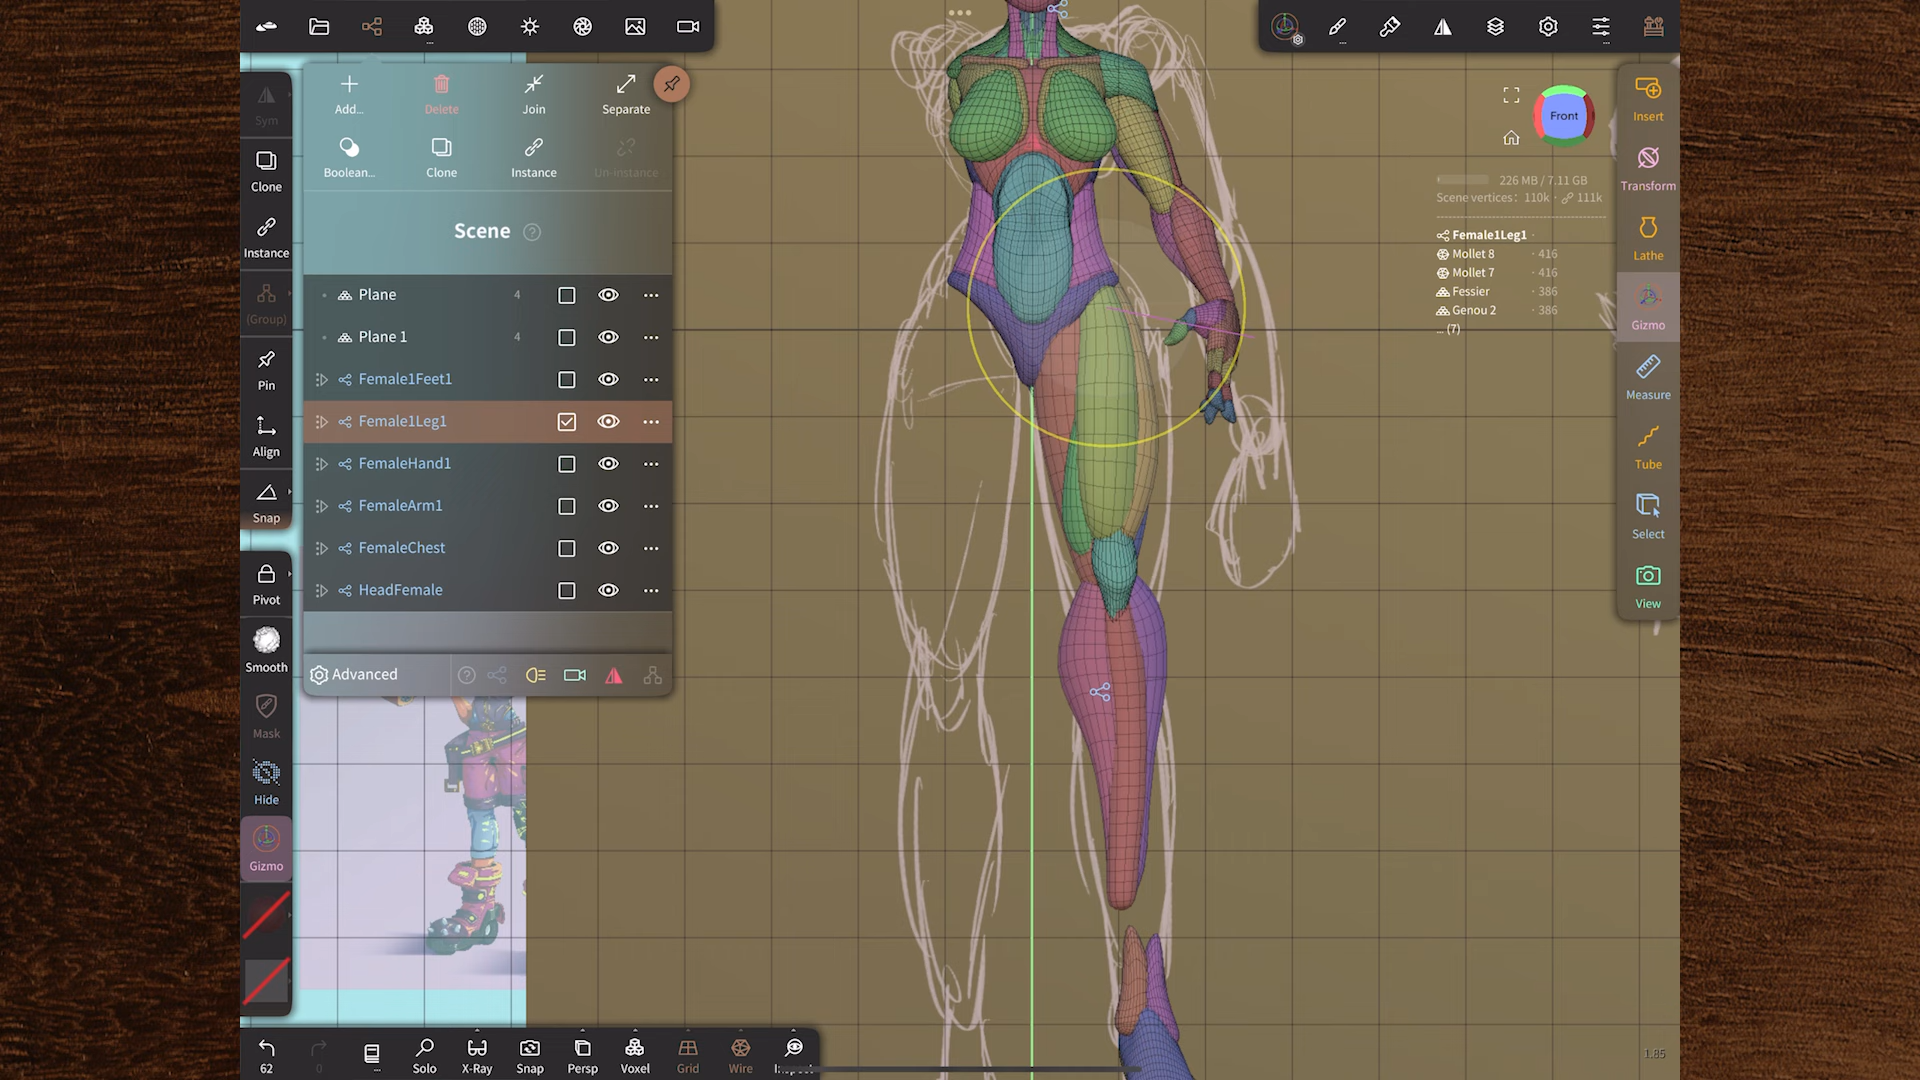 Sym
Clone
Instance
(Group)
Pin
Align
Snap
Pivot
Smooth
Mask
Hide
Gizmo
Add...
Delete
Join
Separate
Boolean...
Clone
Instance
Un-instance
Scene ?
Plane 4
Plane 1 4
Female1Feet1
Female1Leg1
FemaleHand1
FemaleArm1
FemaleChest
HeadFemale
Advanced ?
Front
226 MB / 7.11 GB
Scene vertices: 110k · 111k
Female1Leg1
Mollet 8 · 416
Mollet 7 · 416
Fessier · 386
Genou 2 · 386
... (7)
Insert
Transform
Lathe
Gizmo
Measure
Tube
Select
View
62
0
Solo
X-Ray
Snap
Persp
Voxel
Grid
Wire
Inspect
1.85